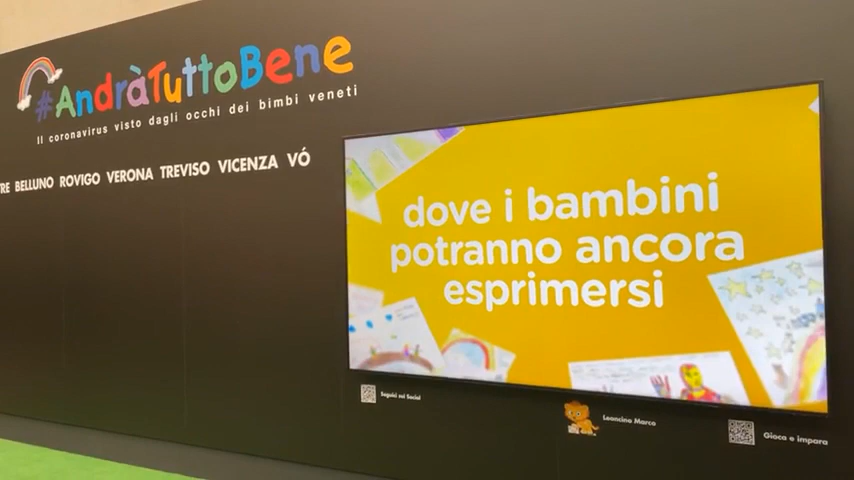 #AndràTuttoBene
Il coronavirus visto dagli occhi dei bimbi veneti
BELLUNO ROVIGO VERONA TREVISO VICENZA VÓ
dove i bambini
potranno ancora
esprimersi
Seguici sui Social
Leoncino Marco
Gioca e impara